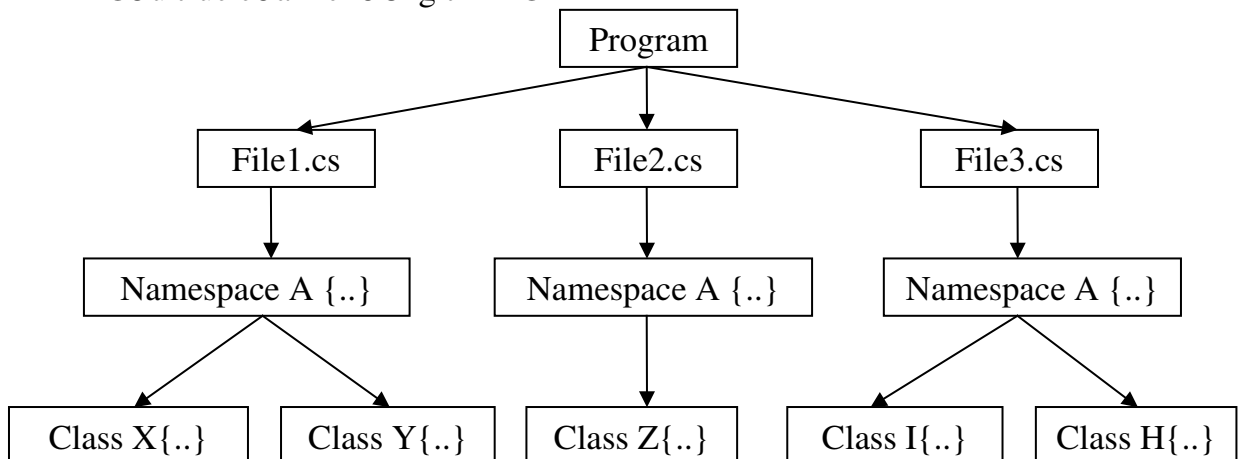 Program
File1.cs File2.cs File3.cs
Namespace A {..} Namespace A {..} Namespace A {..}
Class X{..} Class Y{..} Class Z{..} Class I{..} Class H{..}